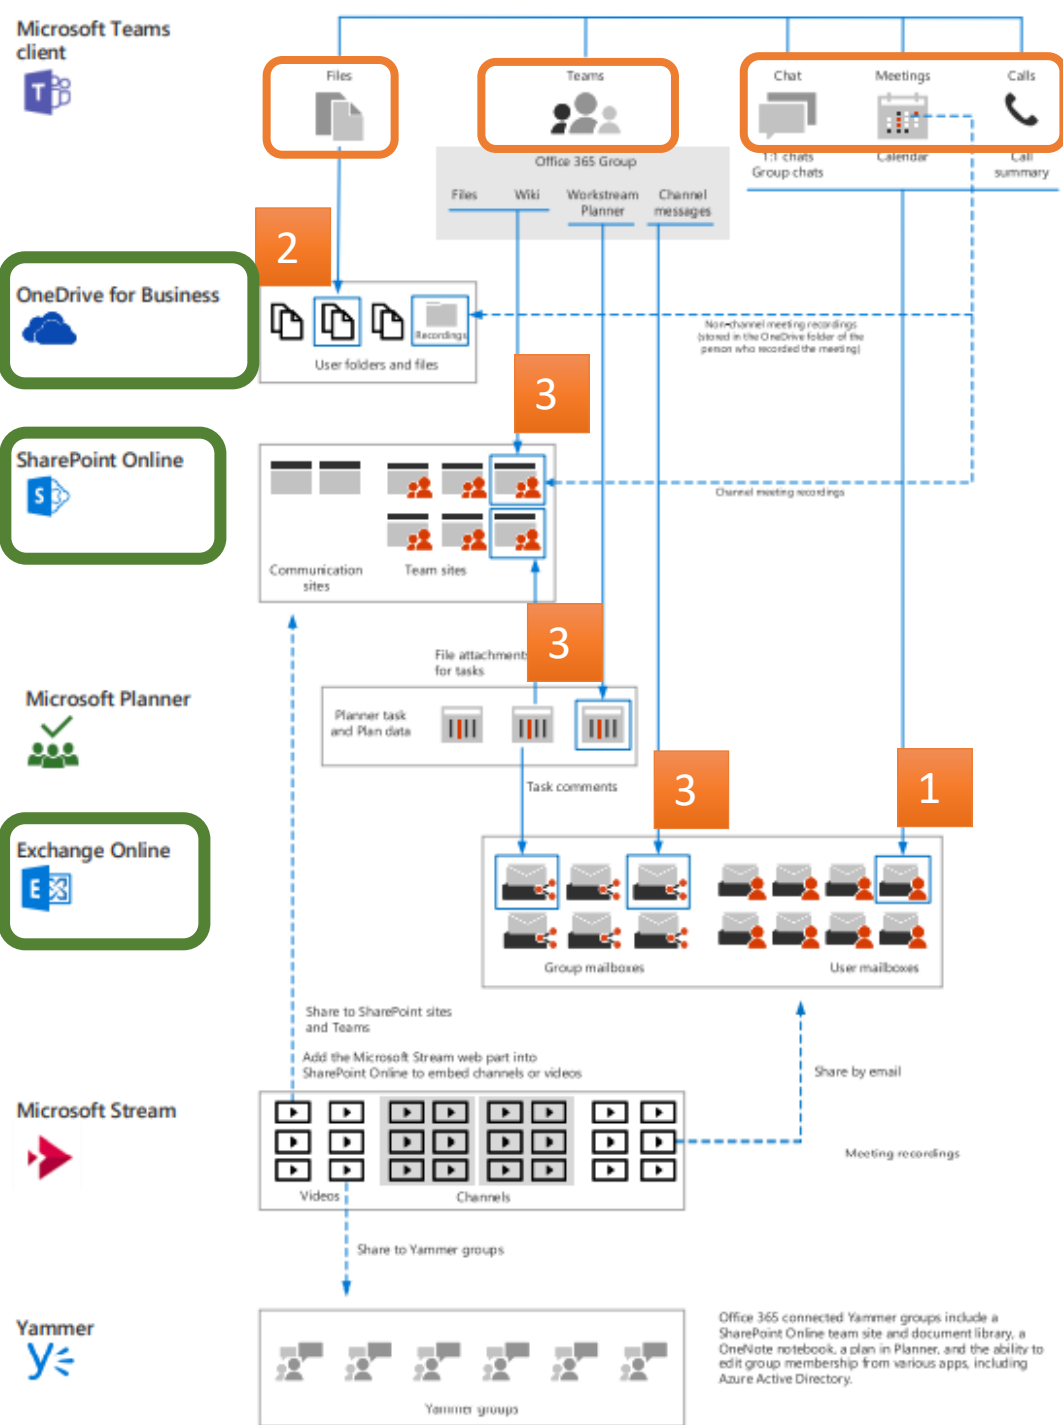 Microsoft Teams
client
T
Files
Teams
Chat
Meetings
Calls
Office 365 Group
1:1 chats
Group chats
Calendar
Call
summary
Files
Wiki
Workstream
Planner
Channel
messages
2
OneDrive for Business
Recordings
User folders and files
Non-channel meeting recordings
(stored in the OneDrive folder of the
person who recorded the meeting)
3
SharePoint Online
S
Channel meeting recordings
Communication
sites
Team sites
3
File attachments
for tasks
Microsoft Planner
Planner task
and Plan data
Task comments
3
1
Exchange Online
E
Group mailboxes
User mailboxes
Share to SharePoint sites
and Teams
Add the Microsoft Stream web part into
SharePoint Online to embed channels or videos
Share by email
Microsoft Stream
Meeting recordings
Videos
Channels
Share to Yammer groups
Yammer
Office 365 connected Yammer groups include a
SharePoint Online team site and document library, a
OneNote notebook, a plan in Planner, and the ability to
edit group membership from various apps, including
Azure Active Directory.
Yammer groups